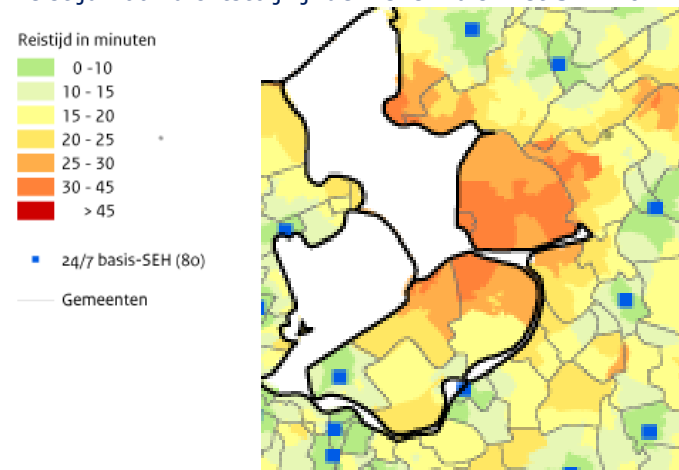 Reistijd in minuten
0 -10
10 - 15
15 - 20
20 - 25
25 - 30
30 - 45
> 45
24/7 basis-SEH (80)
Gemeenten